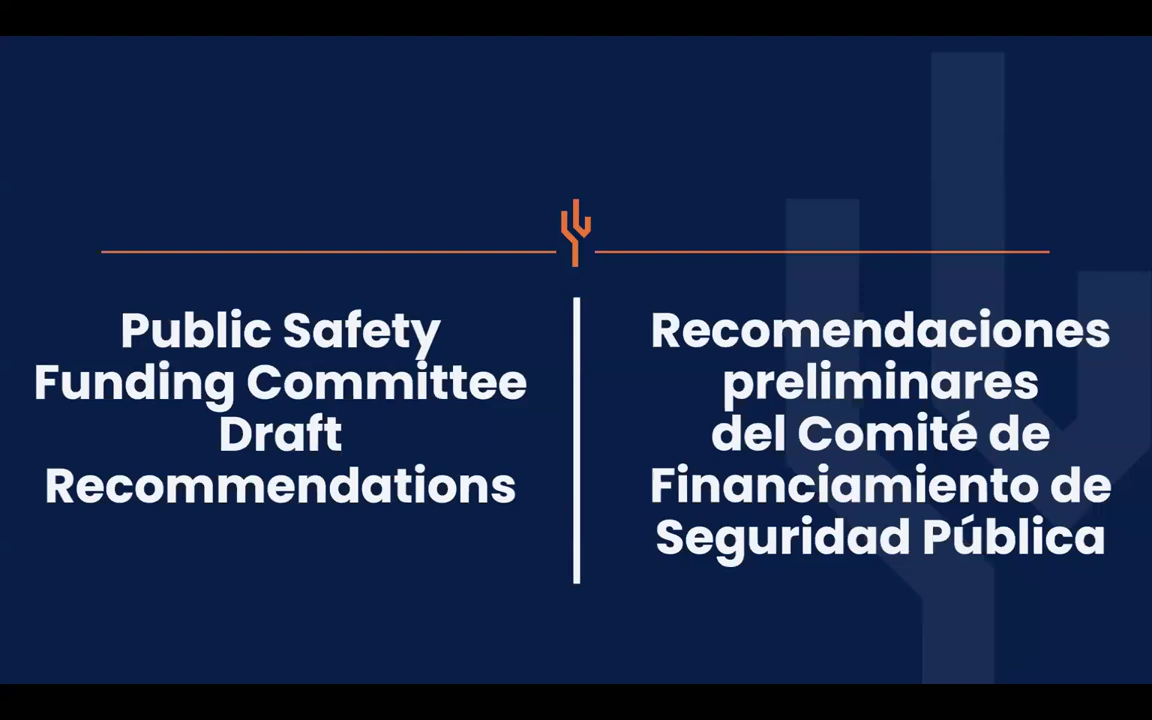 Public Safety
Funding Committee
Draft
Recommendations
Recomendaciones
preliminares
del Comité de
Financiamiento de
Seguridad Pública